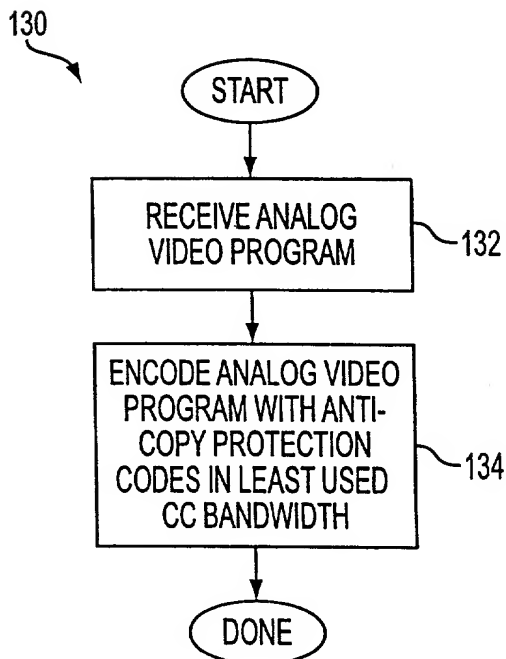 130
START
RECEIVE ANALOG
VIDEO PROGRAM
132
ENCODE ANALOG VIDEO
PROGRAM WITH ANTI-
COPY PROTECTION
CODES IN LEAST USED
CC BANDWIDTH
134
DONE